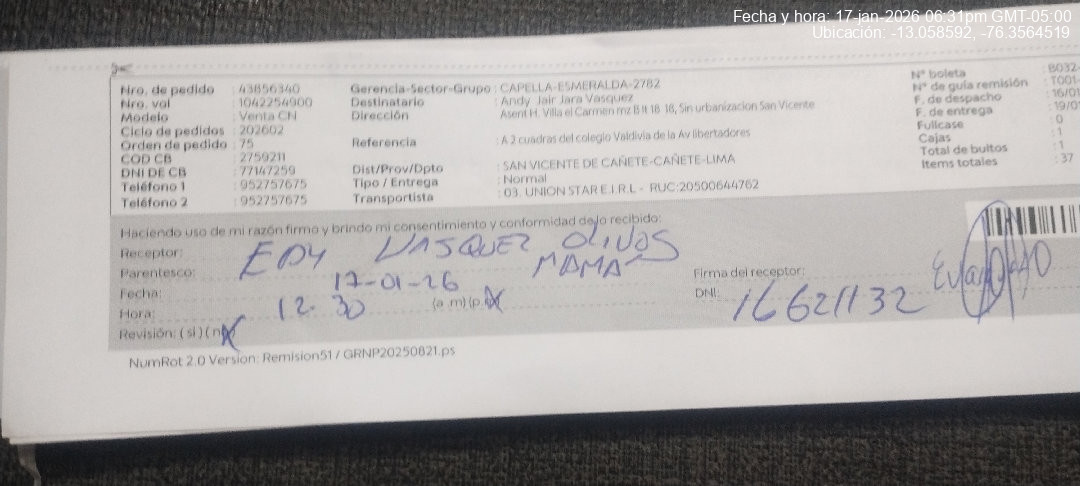 Fecha y hora: 17-jan-2026 06:31pm GMT-05:00
Ubicación: -13.058592, -76.3564519
Nro. de pedido : 43856340
Nro. vol : 1042254900
Modelo : Venta CN
Ciclo de pedidos : 202602
Orden de pedido : 75
COD CB : 2759211
DNI DE CB : 77147259
Teléfono 1 : 952757675
Teléfono 2 : 952757675
Gerencia-Sector-Grupo : CAPELLA-ESMERALDA-2782
Destinatario : Andy Jair Jara Vasquez
Dirección : Asent H. Villa el Carmen mz B lt 18 18, Sin urbanizacion San Vicente
Referencia : A 2 cuadras del colegio Valdivia de la Av libertadores
Dist/Prov/Dpto : SAN VICENTE DE CAÑETE-CAÑETE-LIMA
Tipo / Entrega : Normal
Transportista : 03. UNION STAR E.I.R.L - RUC:20500644762
N° boleta : B032-
N° de guía remisión : T001-
F. de despacho : 16/01
F. de entrega : 19/01
Fullcase : 0
Cajas : 1
Total de bultos : 1
Items totales : 37
Haciendo uso de mi razón firmo y brindo mi consentimiento y conformidad de lo recibido:
Receptor: EDY VASQUEZ OLIVOS
Parentesco: MAMA
Fecha: 17-01-26
Hora: 12 30 (a.m) (p.
Revisión: ( si ) ( n
Firma del receptor:
DNI: 16621132
NumRot 2.0 Version: Remision51 / GRNP20250821.ps